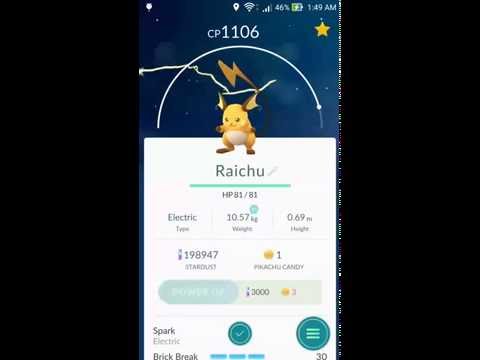 46% 1:49 AM
CP1106
Raichu
HP 81 / 81
Electric 10.57 kg 0.69 m
Type Weight Height
198947 1
STARDUST PIKACHU CANDY
POWER UP 3000 3
Spark
Electric
Brick Break 30